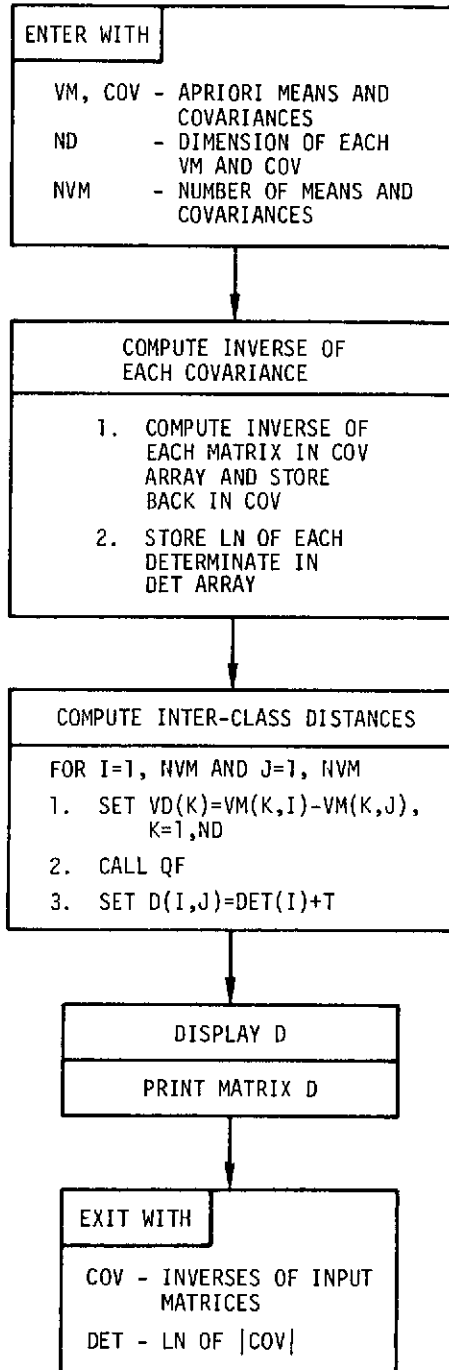 ENTER WITH
VM, COV - APRIORI MEANS AND
COVARIANCES
ND - DIMENSION OF EACH
VM AND COV
NVM - NUMBER OF MEANS AND
COVARIANCES
COMPUTE INVERSE OF
EACH COVARIANCE
1. COMPUTE INVERSE OF
EACH MATRIX IN COV
ARRAY AND STORE
BACK IN COV
2. STORE LN OF EACH
DETERMINATE IN
DET ARRAY
COMPUTE INTER-CLASS DISTANCES
FOR I=1, NVM AND J=1, NVM
1. SET VD(K)=VM(K,I)-VM(K,J),
K=1,ND
2. CALL QF
3. SET D(I,J)=DET(I)+T
DISPLAY D
PRINT MATRIX D
EXIT WITH
COV - INVERSES OF INPUT
MATRICES
DET - LN OF |COV|